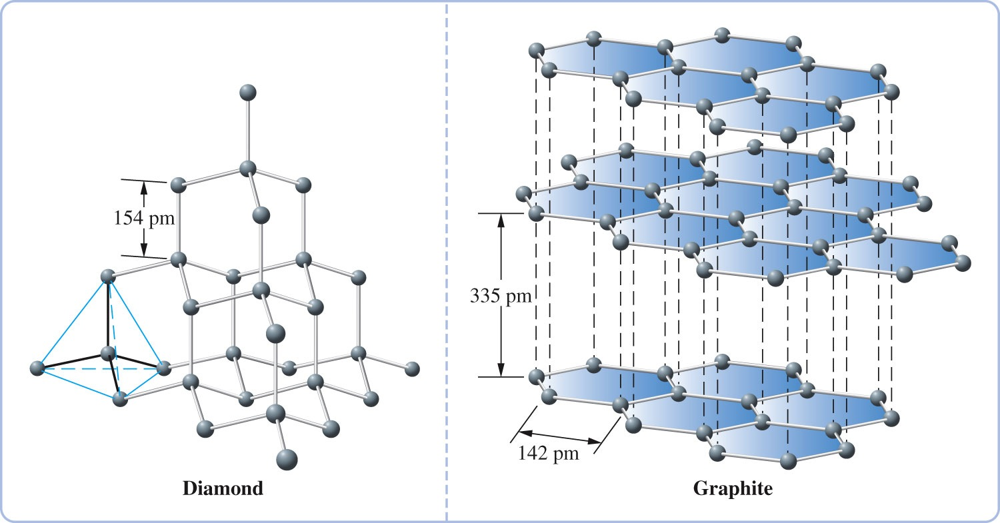 154 pm
Diamond
335 pm
142 pm
Graphite